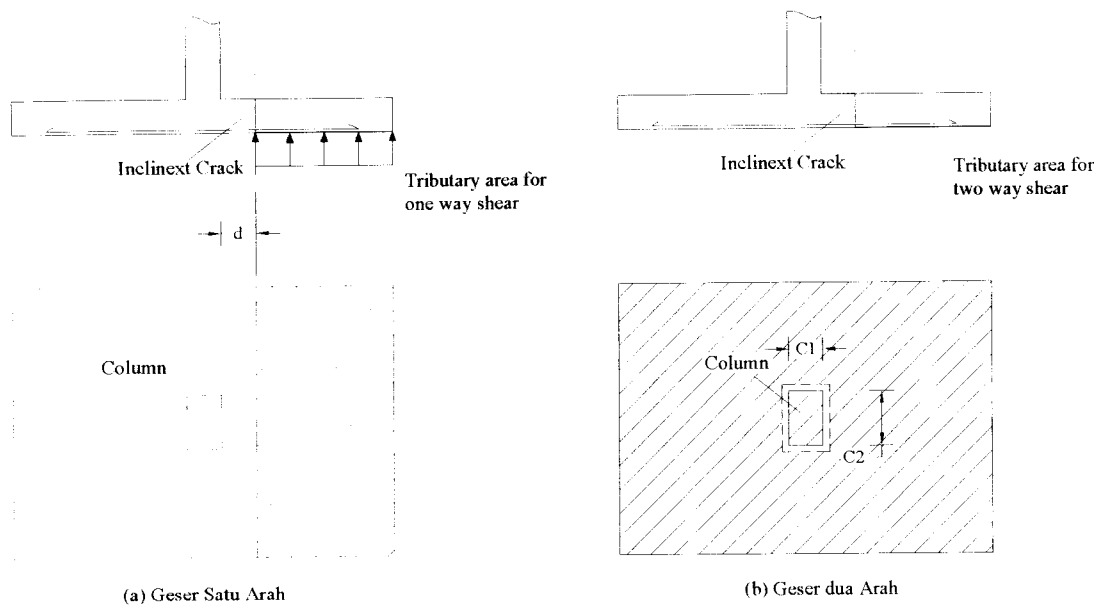 Inclinext Crack
Tributary area for
one way shear
d
Column
(a) Geser Satu Arah
Inclinext Crack
Tributary area for
two way shear
C1
Column
C2
(b) Geser dua Arah